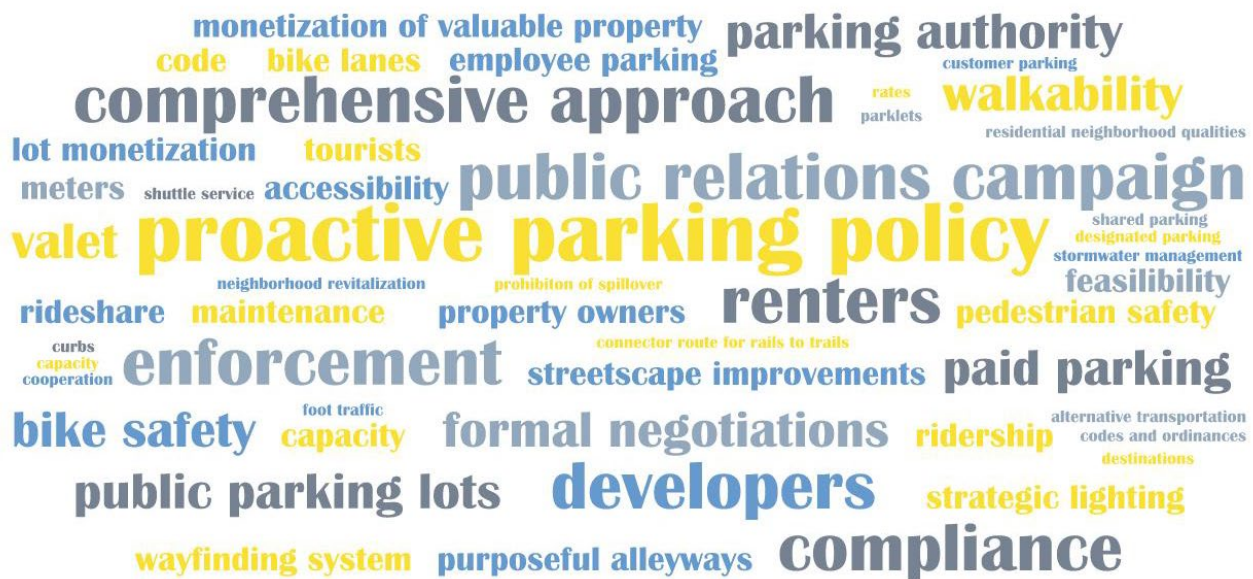 monetization of valuable property
parking authority
code
bike lanes
employee parking
customer parking
comprehensive approach
rates
walkability
parklets
residential neighborhood qualities
lot monetization
tourists
public relations campaign
meters
shuttle service
accessibility
valet
proactive parking policy
shared parking
designated parking
stormwater management
neighborhood revitalization
prohibiton of spillover
renters
feasilibility
rideshare
maintenance
property owners
pedestrian safety
curbs
capacity
cooperation
enforcement
connector route for rails to trails
streetscape improvements
paid parking
bike safety
foot traffic
capacity
formal negotiations
ridership
alternative transportation
codes and ordinances
destinations
public parking lots
developers
strategic lighting
wayfinding system
purposeful alleyways
compliance